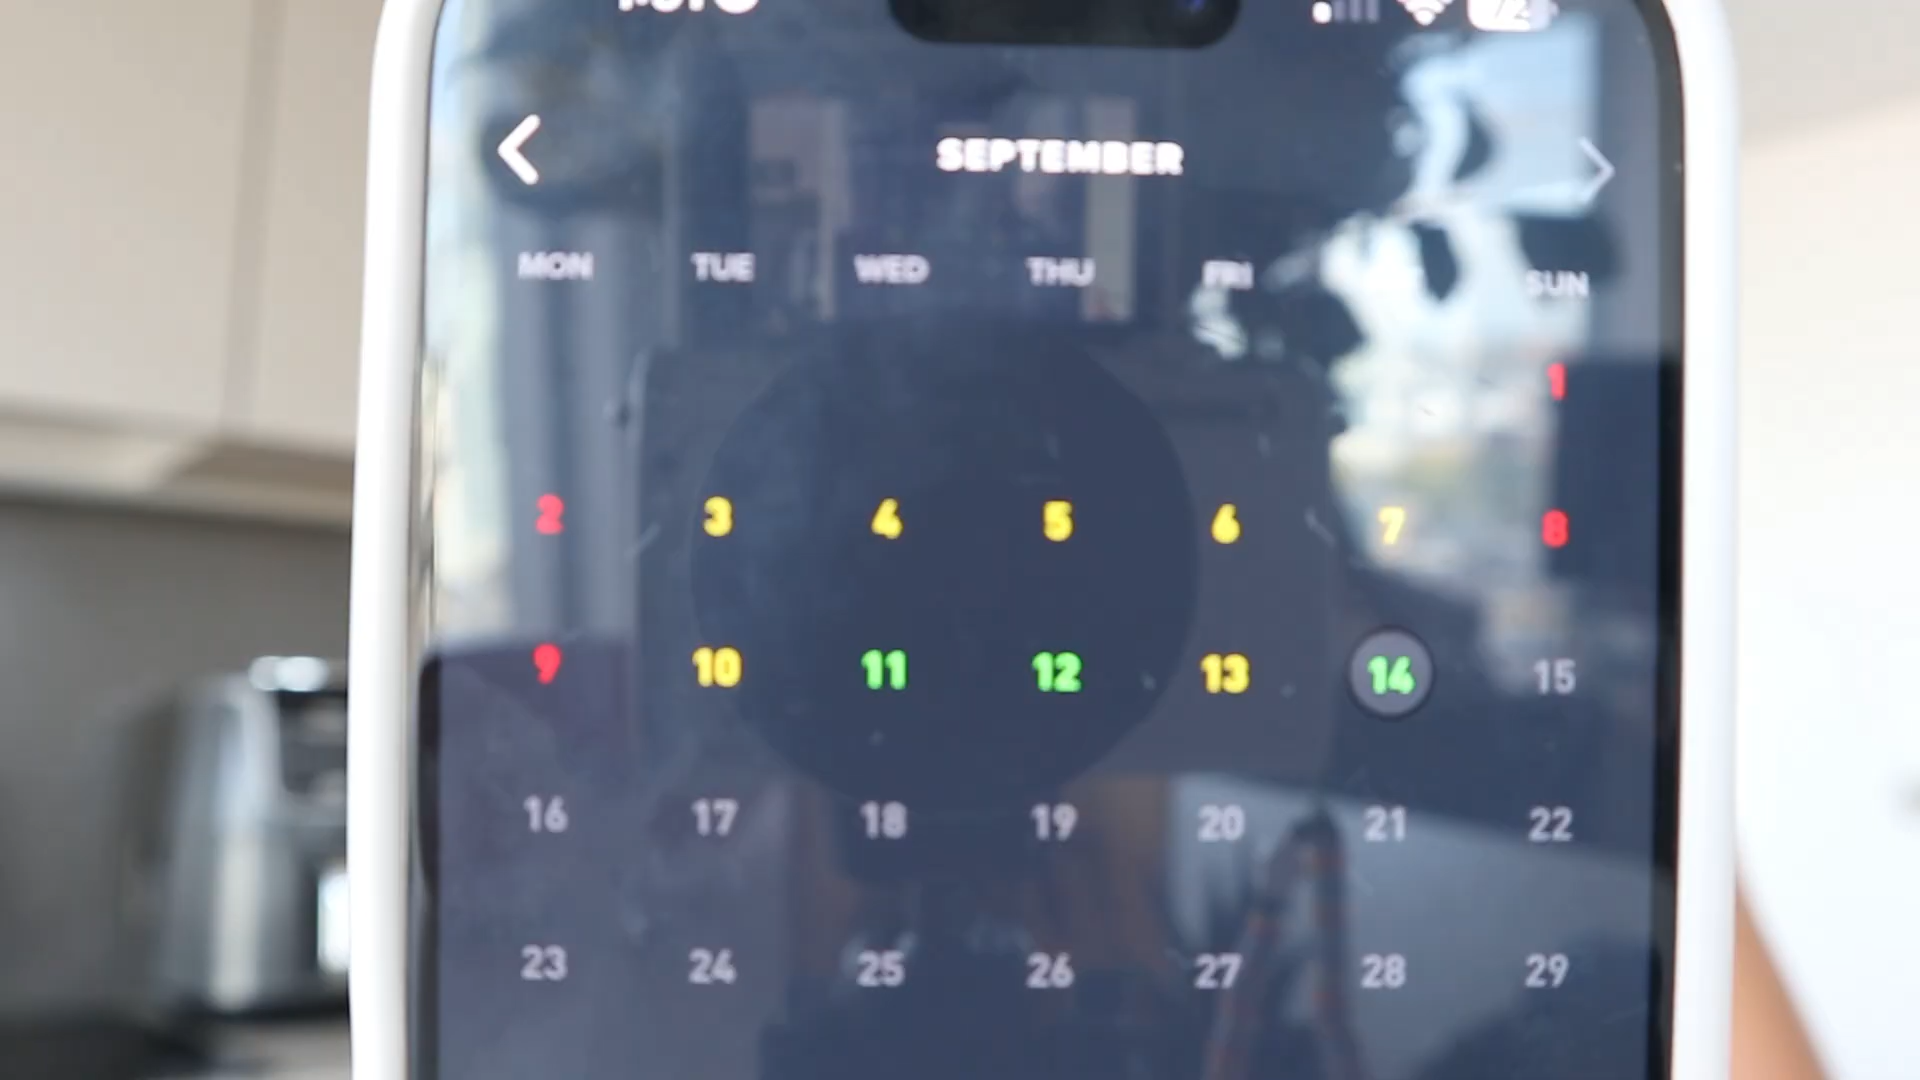 72
SEPTEMBER
MON TUE WED THU FRI SUN
1
2 3 4 5 6 7 8
9 10 11 12 13 14 15
16 17 18 19 20 21 22
23 24 25 26 27 28 29